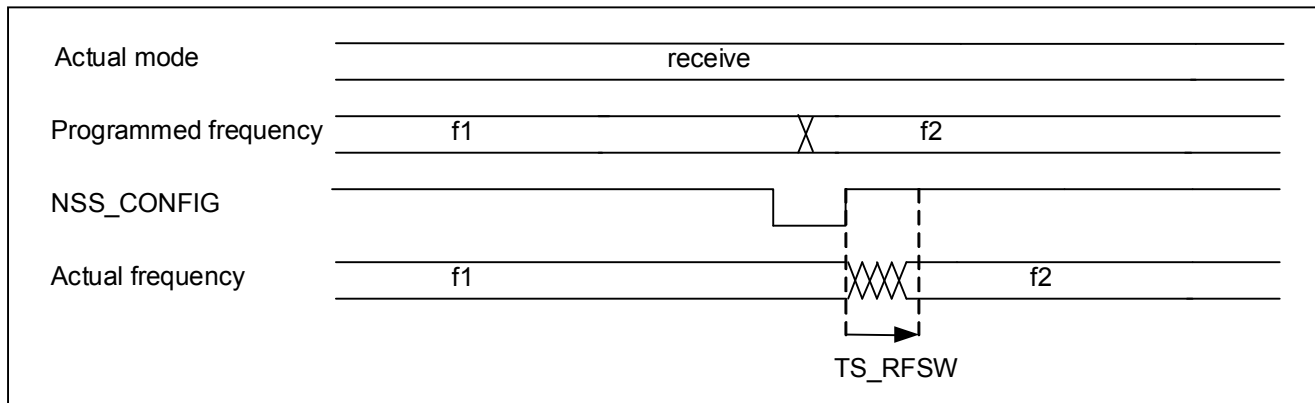 Actual mode
receive
Programmed frequency
f1
f2
NSS_CONFIG
Actual frequency
f1
f2
TS_RFSW